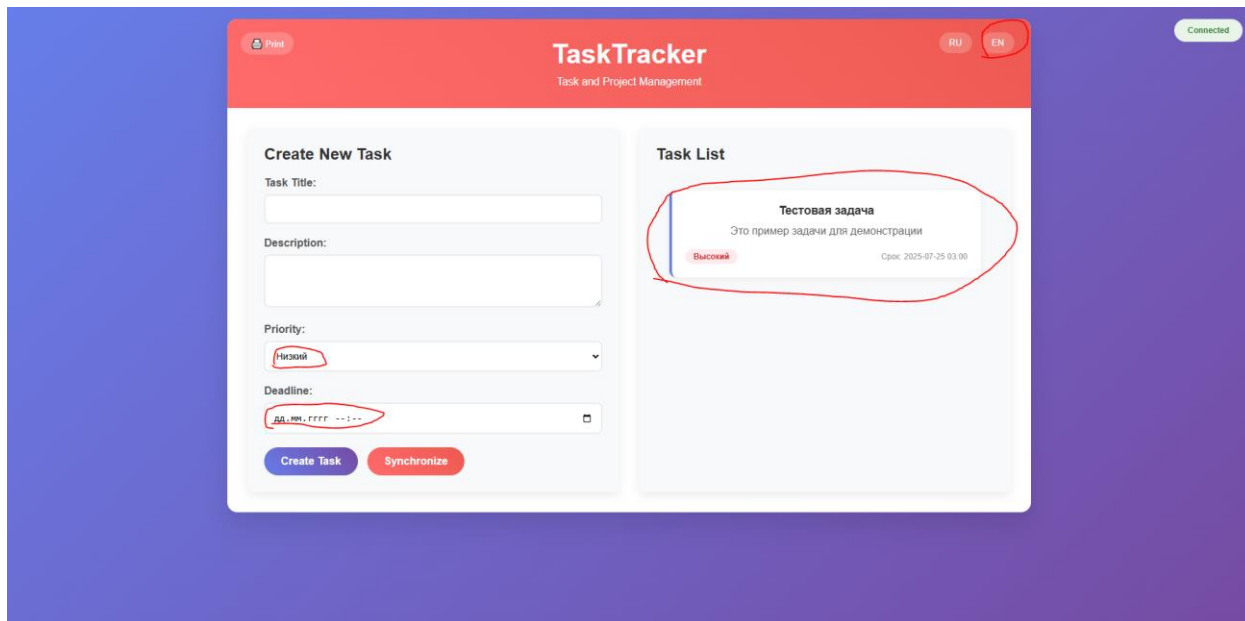 Print
RU
EN
Connected
TaskTracker
Task and Project Management
Create New Task
Task Title:
Description:
Priority:
Низкий
Deadline:
дд.мм.гггг --:--
Create Task
Synchronize
Task List
Тестовая задача
Это пример задачи для демонстрации
Высокий
Срок: 2025-07-25 03:00